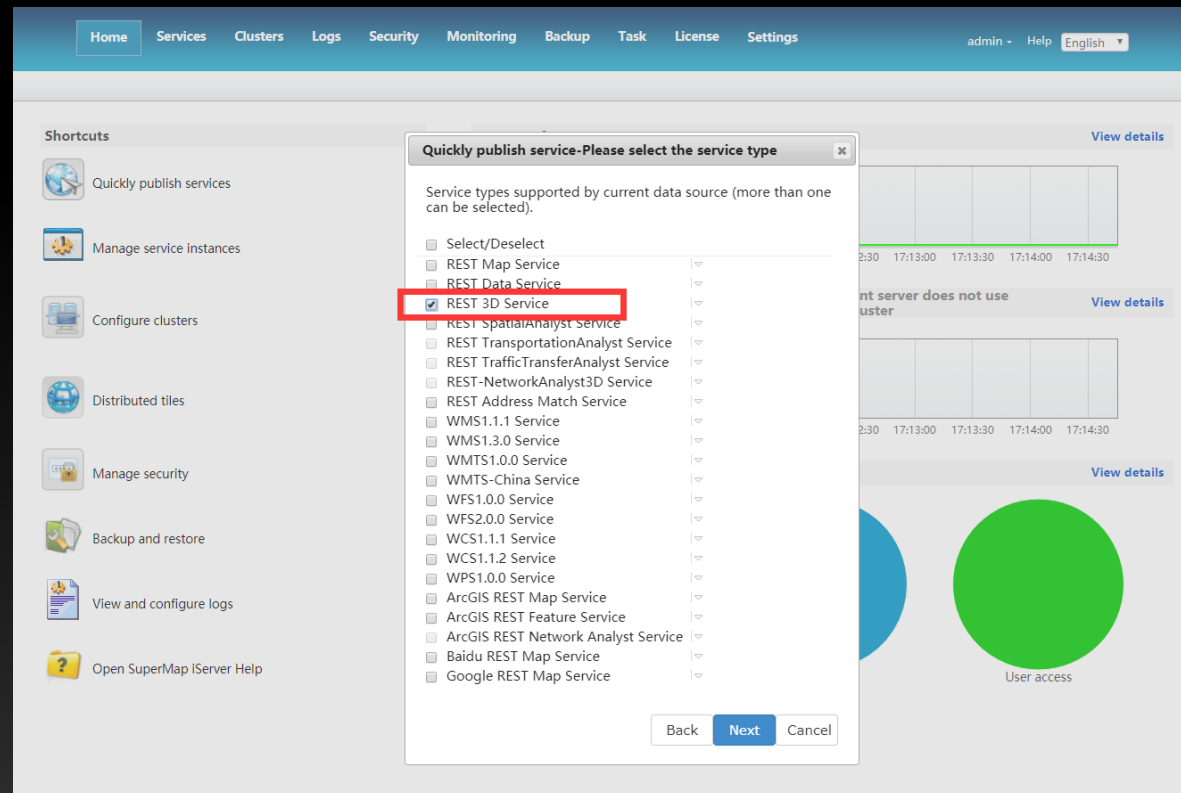 Home Services Clusters Logs Security Monitoring Backup Task License Settings admin Help English
Shortcuts
Quickly publish services
Manage service instances
Configure clusters
Distributed tiles
Manage security
Backup and restore
View and configure logs
Open SuperMap iServer Help
Quickly publish service-Please select the service type
Service types supported by current data source (more than one
can be selected).
Select/Deselect
REST Map Service
REST Data Service
REST 3D Service
REST SpatialAnalyst Service
REST TransportationAnalyst Service
REST TrafficTransferAnalyst Service
REST-NetworkAnalyst3D Service
REST Address Match Service
WMS1.1.1 Service
WMS1.3.0 Service
WMTS1.0.0 Service
WMTS-China Service
WFS1.0.0 Service
WFS2.0.0 Service
WCS1.1.1 Service
WCS1.1.2 Service
WPS1.0.0 Service
ArcGIS REST Map Service
ArcGIS REST Feature Service
ArcGIS REST Network Analyst Service
Baidu REST Map Service
Google REST Map Service
Back Next Cancel
View details
2:30 17:13:00 17:13:30 17:14:00 17:14:30
nt server does not use
uster
View details
2:30 17:13:00 17:13:30 17:14:00 17:14:30
View details
User access